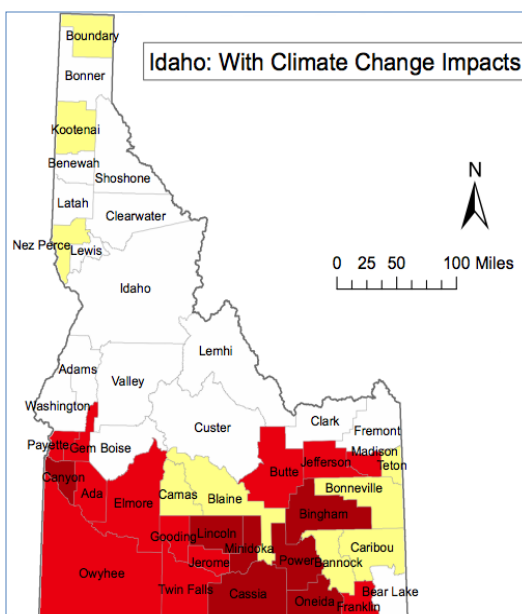 Boundary
Idaho: With Climate Change Impacts
Bonner
Kootenai
Benewah
Shoshone
N
Latah
Clearwater
Nez Perce
Lewis
0 25 50 100 Miles
Idaho
Lemhi
Adams
Valley
Washington
Custer
Clark
Fremont
Payette
Gem
Boise
Madison
Jefferson
Teton
Butte
Canyon
Ada
Elmore
Camas
Blaine
Bonneville
Bingham
Gooding
Lincoln
Minidoka
Caribou
Power
Bannock
Jerome
Owyhee
Twin Falls
Cassia
Oneida
Bear Lake
Franklin